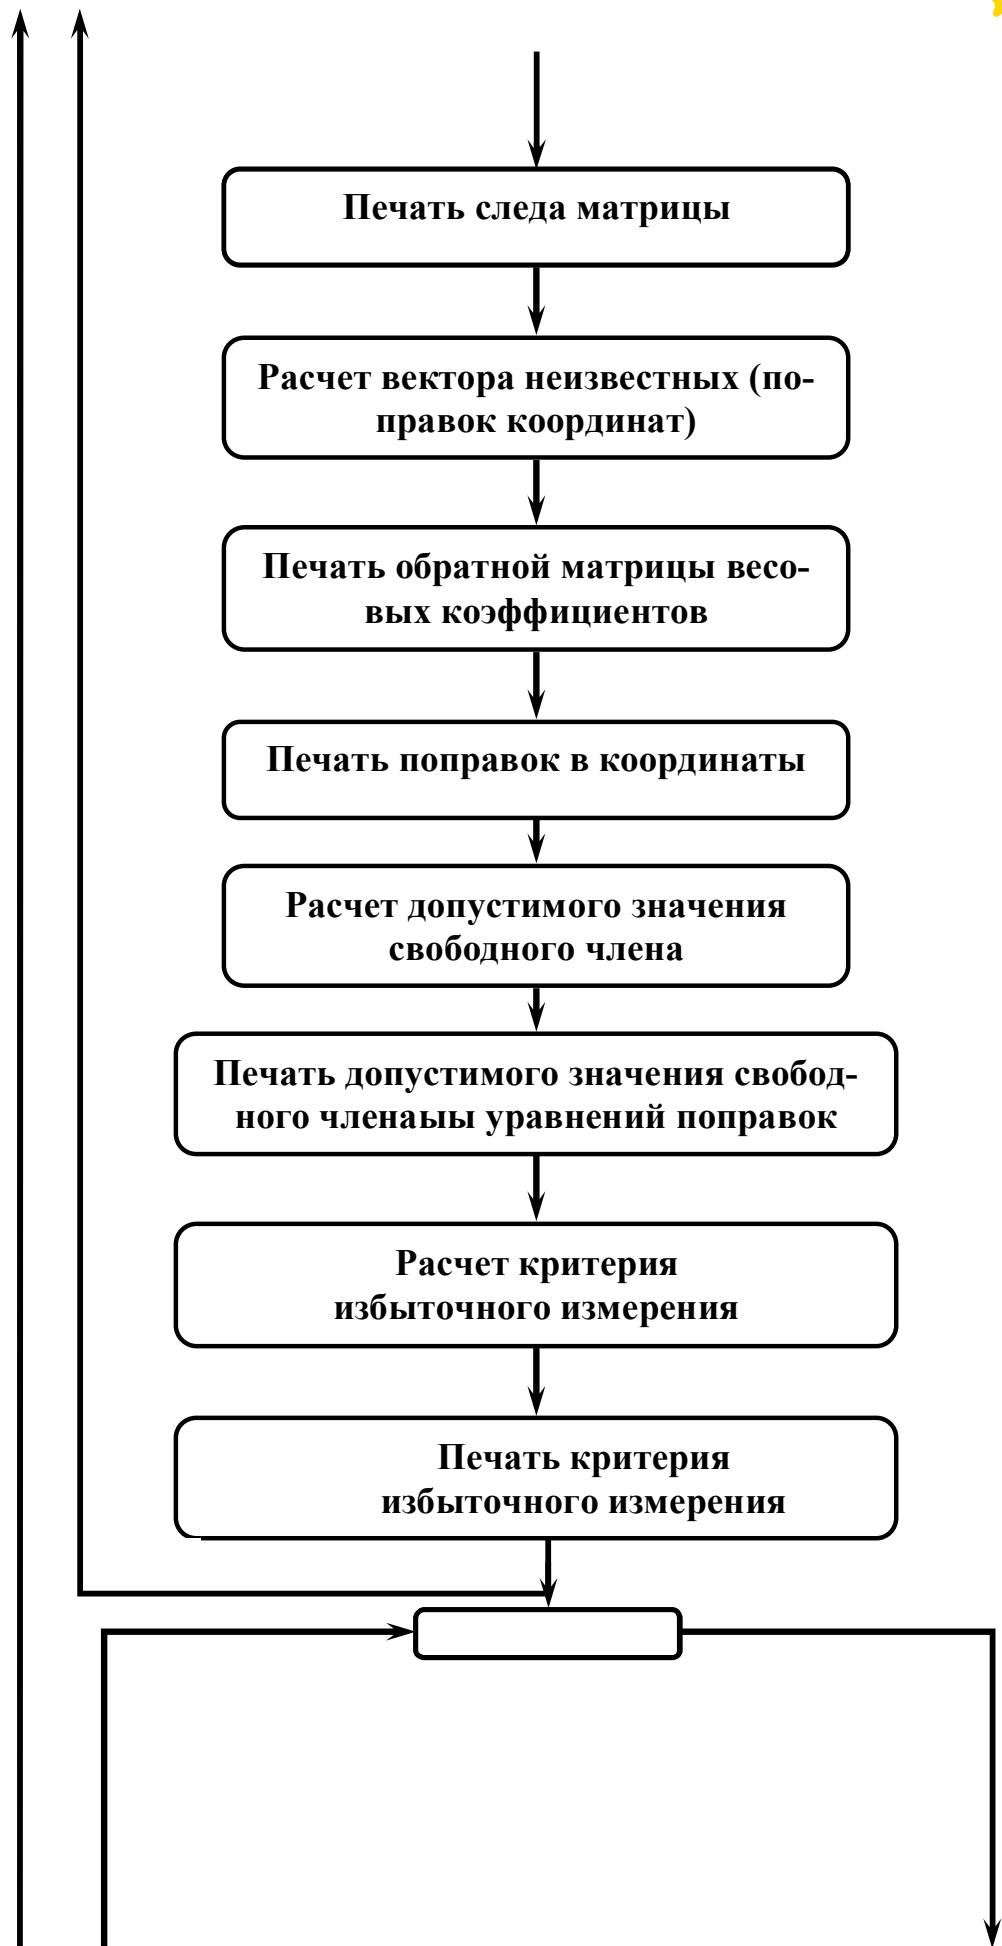 Печать следа матрицы
Расчет вектора неизвестных (по-
правок координат)
Печать обратной матрицы весо-
вых коэффициентов
Печать поправок в координаты
Расчет допустимого значения
свободного члена
Печать допустимого значения свобод-
ного членаыы уравнений поправок
Расчет критерия
избыточного измерения
Печать критерия
избыточного измерения